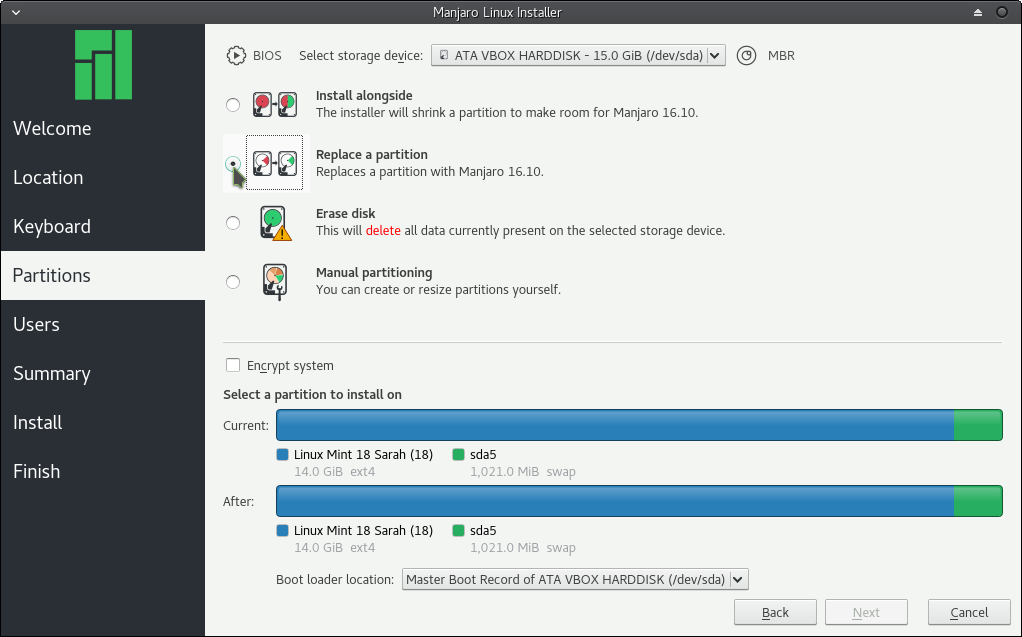 Manjaro Linux Installer
Welcome
Location
Keyboard
Partitions
Users
Summary
Install
Finish
BIOS Select storage device: ATA VBOX HARDDISK - 15.0 GiB (/dev/sda) MBR
Install alongside
The installer will shrink a partition to make room for Manjaro 16.10.
Replace a partition
Replaces a partition with Manjaro 16.10.
Erase disk
This will delete all data currently present on the selected storage device.
Manual partitioning
You can create or resize partitions yourself.
Encrypt system
Select a partition to install on
Current:
Linux Mint 18 Sarah (18) sda5
14.0 GiB ext4 1,021.0 MiB swap
After:
Linux Mint 18 Sarah (18) sda5
14.0 GiB ext4 1,021.0 MiB swap
Boot loader location: Master Boot Record of ATA VBOX HARDDISK (/dev/sda)
Back Next Cancel